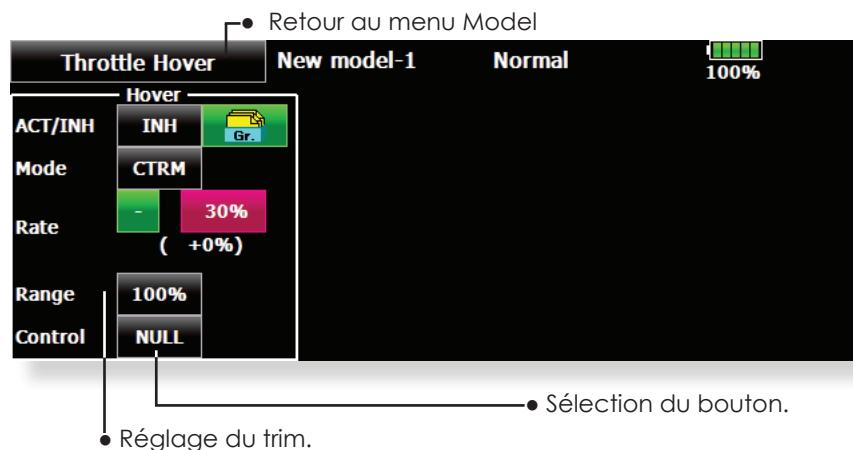 Retour au menu Model
Throttle Hover New model-1 Normal 100%
Hover
ACT/INH INH Gr.
Mode CTRM
Rate - 30%
( +0%)
Range 100%
Control NULL
Sélection du bouton.
Réglage du trim.